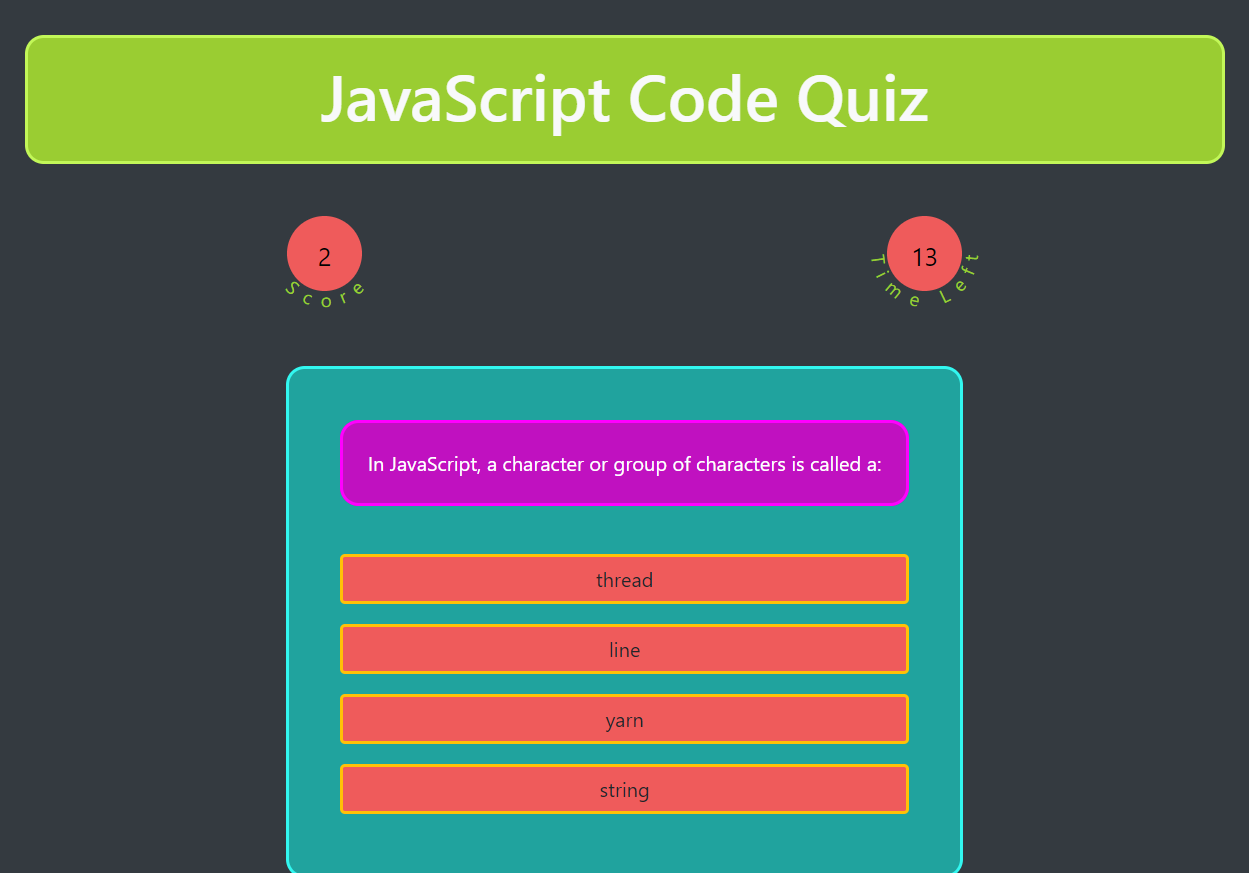 JavaScript Code Quiz
2
Score
13
Time Left
In JavaScript, a character or group of characters is called a:
thread
line
yarn
string